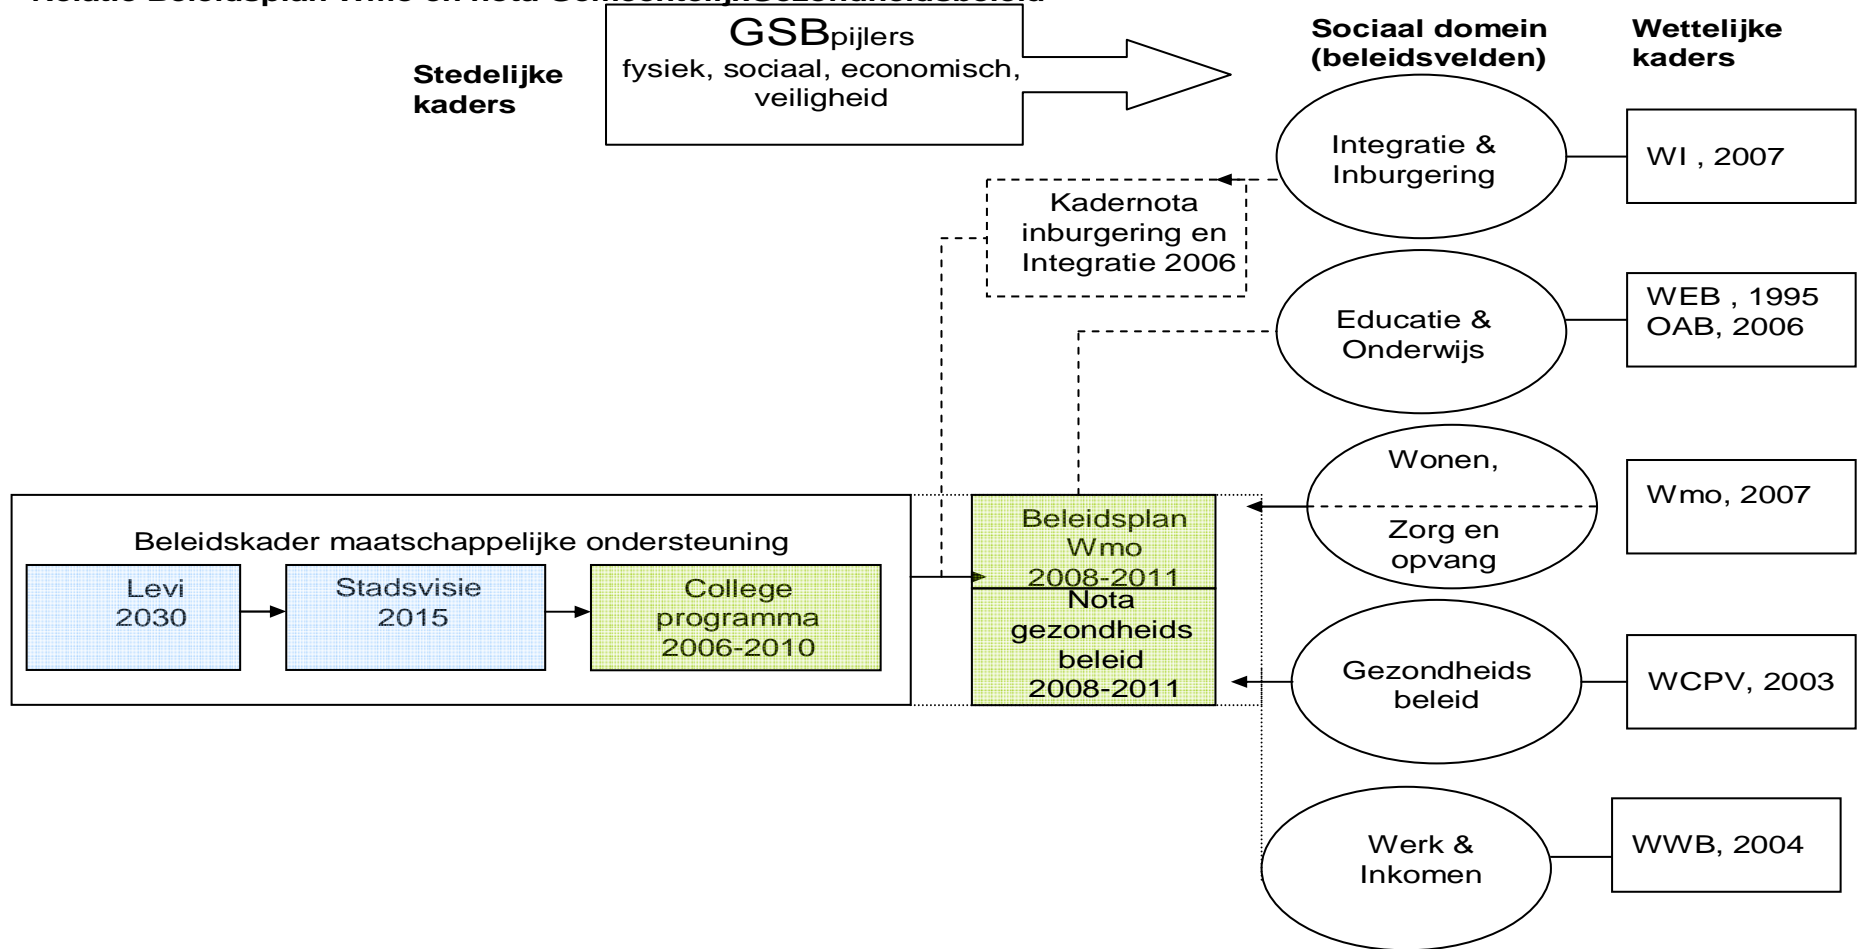 GSBpijlers
fysiek, sociaal, economisch,
veiligheid
Stedelijke
kaders
Sociaal domein
(beleidsvelden)
Wettelijke
kaders
Integratie &
Inburgering
WI , 2007
Kadernota
inburgering en
Integratie 2006
Educatie &
Onderwijs
WEB , 1995
OAB, 2006
Wonen,
Zorg en
opvang
Wmo, 2007
Beleidskader maatschappelijke ondersteuning
Levi
2030
Stadsvisie
2015
College
programma
2006-2010
Beleidsplan
Wmo
2008-2011
Nota
gezondheids
beleid
2008-2011
Gezondheids
beleid
WCPV, 2003
Werk &
Inkomen
WWB, 2004